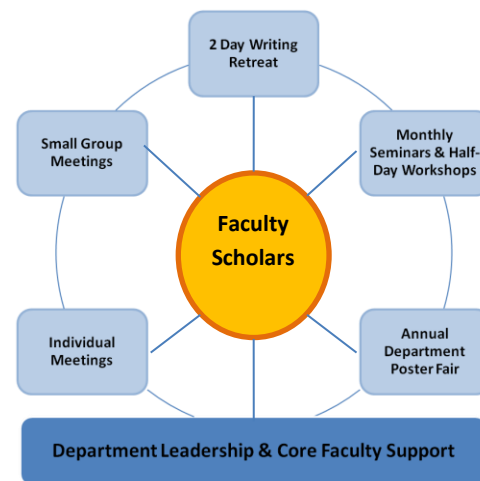 2 Day Writing
Retreat
Small Group
Meetings
Monthly
Seminars & Half-
Day Workshops
Faculty
Scholars
Individual
Meetings
Annual
Department
Poster Fair
Department Leadership & Core Faculty Support